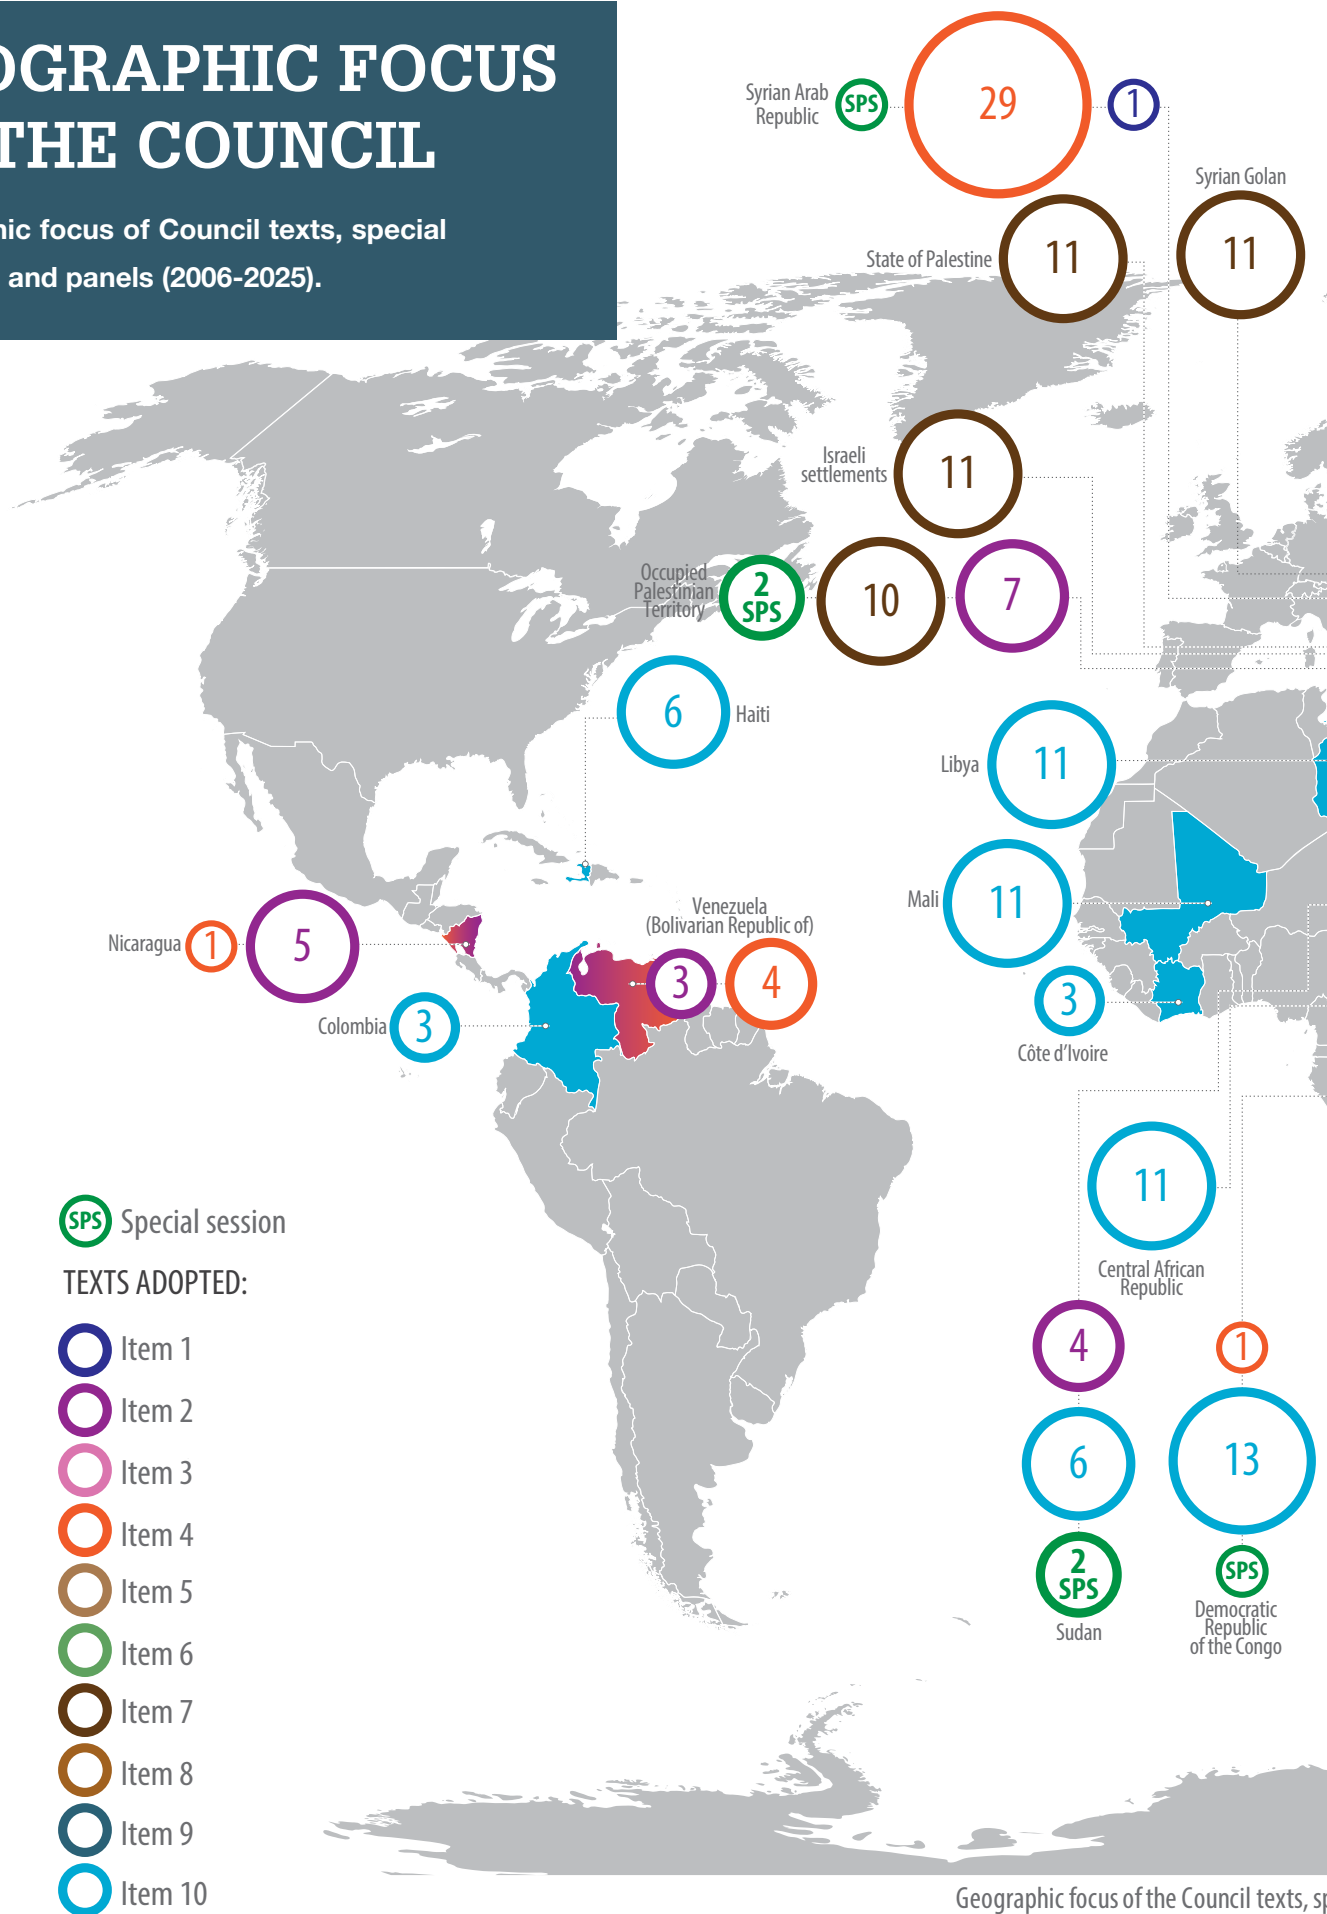 OGRAPHIC FOCUS
THE COUNCIL
hic focus of Council texts, special
and panels (2006-2025).
Syrian Arab
Republic
SPS
29
1
Syrian Golan
11
State of Palestine
11
Israeli
settlements
11
Occupied
Palestinian
Territory
2
SPS
10
7
6
Haiti
Libya
11
Mali
11
3
Côte d'Ivoire
Nicaragua
1
5
Venezuela
(Bolivarian Republic of)
3
4
Colombia
3
11
Central African
Republic
4
6
2
SPS
Sudan
1
13
SPS
Democratic
Republic
of the Congo
SPS Special session
TEXTS ADOPTED:
Item 1
Item 2
Item 3
Item 4
Item 5
Item 6
Item 7
Item 8
Item 9
Item 10
Geographic focus of the Council texts, sp